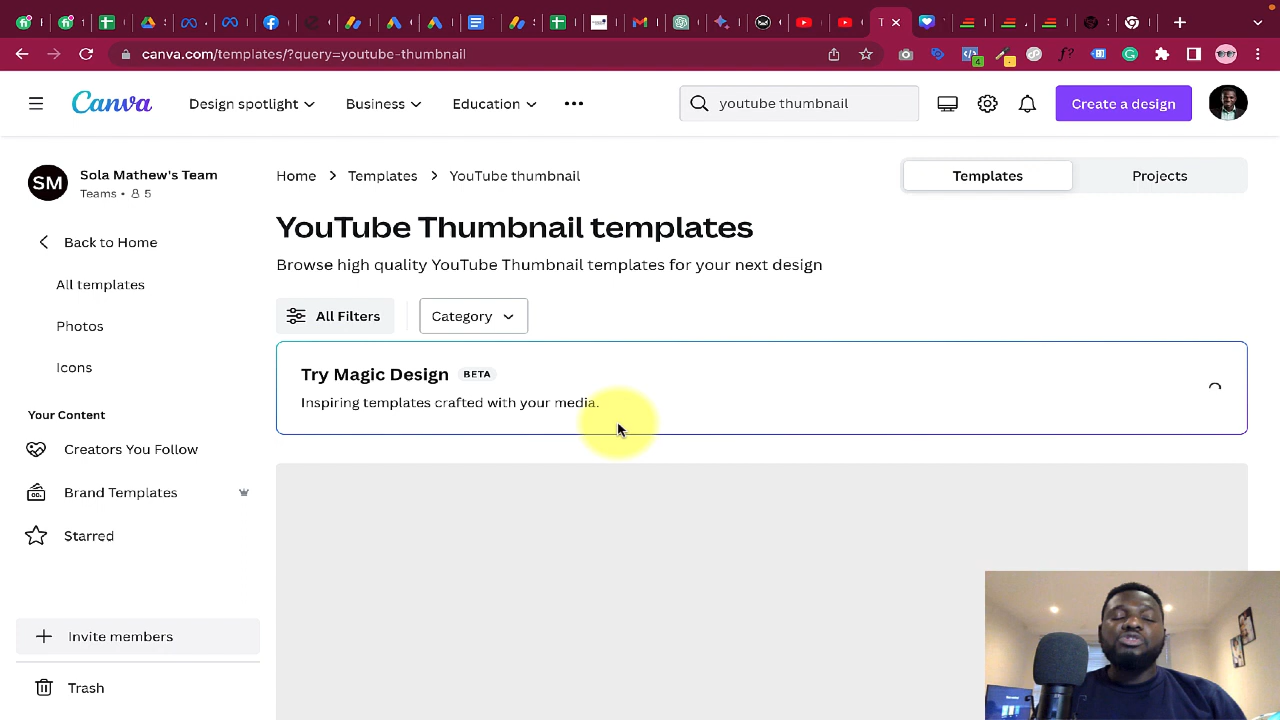 canva.com/templates/?query=youtube-thumbnail
Canva
Design spotlight
Business
Education
youtube thumbnail
Create a design
SM
Sola Mathew's Team
Teams • 5
Home
Templates
YouTube thumbnail
Templates
Projects
Back to Home
YouTube Thumbnail templates
Browse high quality YouTube Thumbnail templates for your next design
All templates
Photos
Icons
All Filters
Category
Try Magic Design BETA
Inspiring templates crafted with your media.
Your Content
Creators You Follow
Brand Templates
Starred
Invite members
Trash